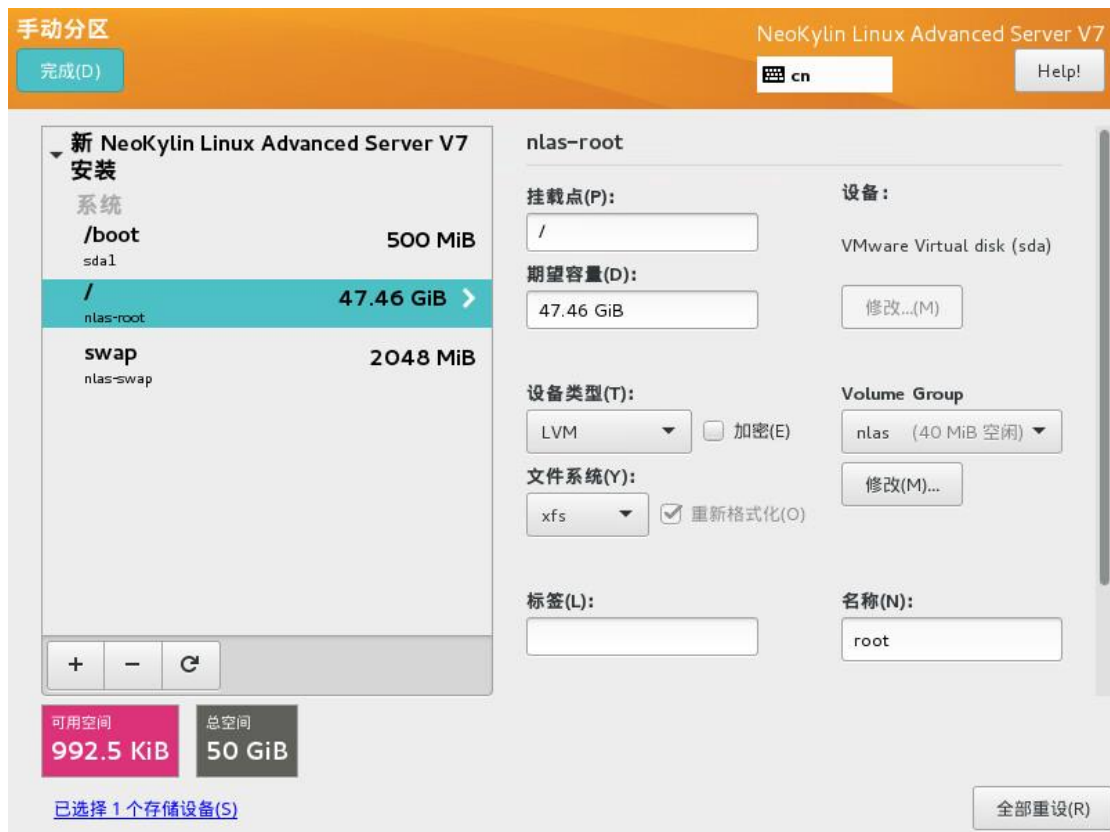 手动分区
NeoKylin Linux Advanced Server V7
完成(D)
cn
Help!
新 NeoKylin Linux Advanced Server V7
安装
系统
/boot
500 MiB
sda1
/
47.46 GiB
nlas-root
swap
2048 MiB
nlas-swap
+ −
可用空间
992.5 KiB
总空间
50 GiB
已选择 1 个存储设备(S)
nlas-root
挂载点(P):
/
设备:
VMware Virtual disk (sda)
期望容量(D):
47.46 GiB
修改...(M)
设备类型(T):
LVM
加密(E)
Volume Group
nlas (40 MiB 空闲)
文件系统(Y):
xfs
重新格式化(O)
修改(M)...
标签(L):
名称(N):
root
全部重设(R)